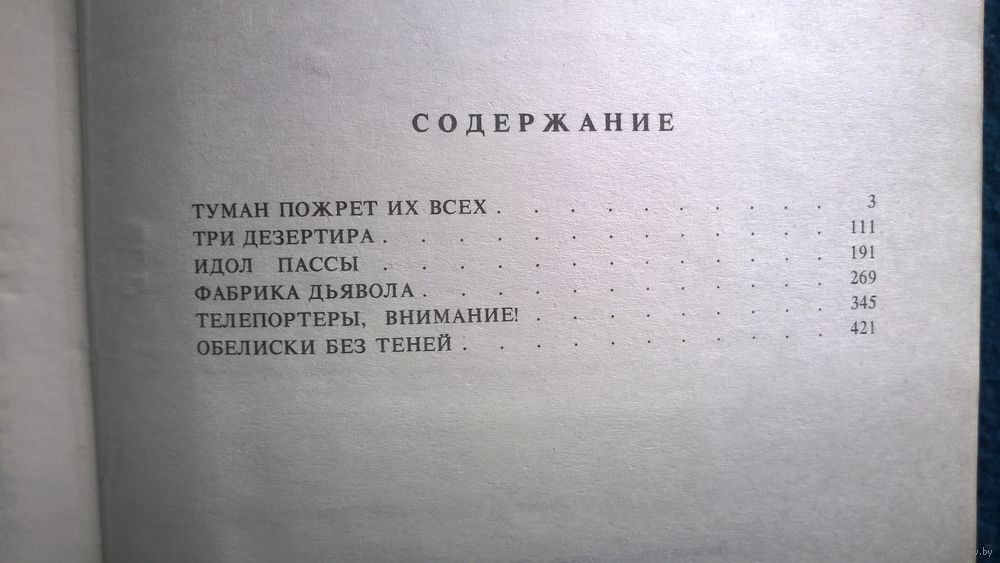 СОДЕРЖАНИЕ
ТУМАН ПОЖРЕТ ИХ ВСЕХ . . . . . . . . . . 3
ТРИ ДЕЗЕРТИРА . . . . . . . . . . . . . 111
ИДОЛ ПАССЫ . . . . . . . . . . . . . 191
ФАБРИКА ДЬЯВОЛА . . . . . . . . . . . . 269
ТЕЛЕПОРТЕРЫ, ВНИМАНИЕ! . . . . . . . . . 345
ОБЕЛИСКИ БЕЗ ТЕНЕЙ . . . . . . . . . . . 421